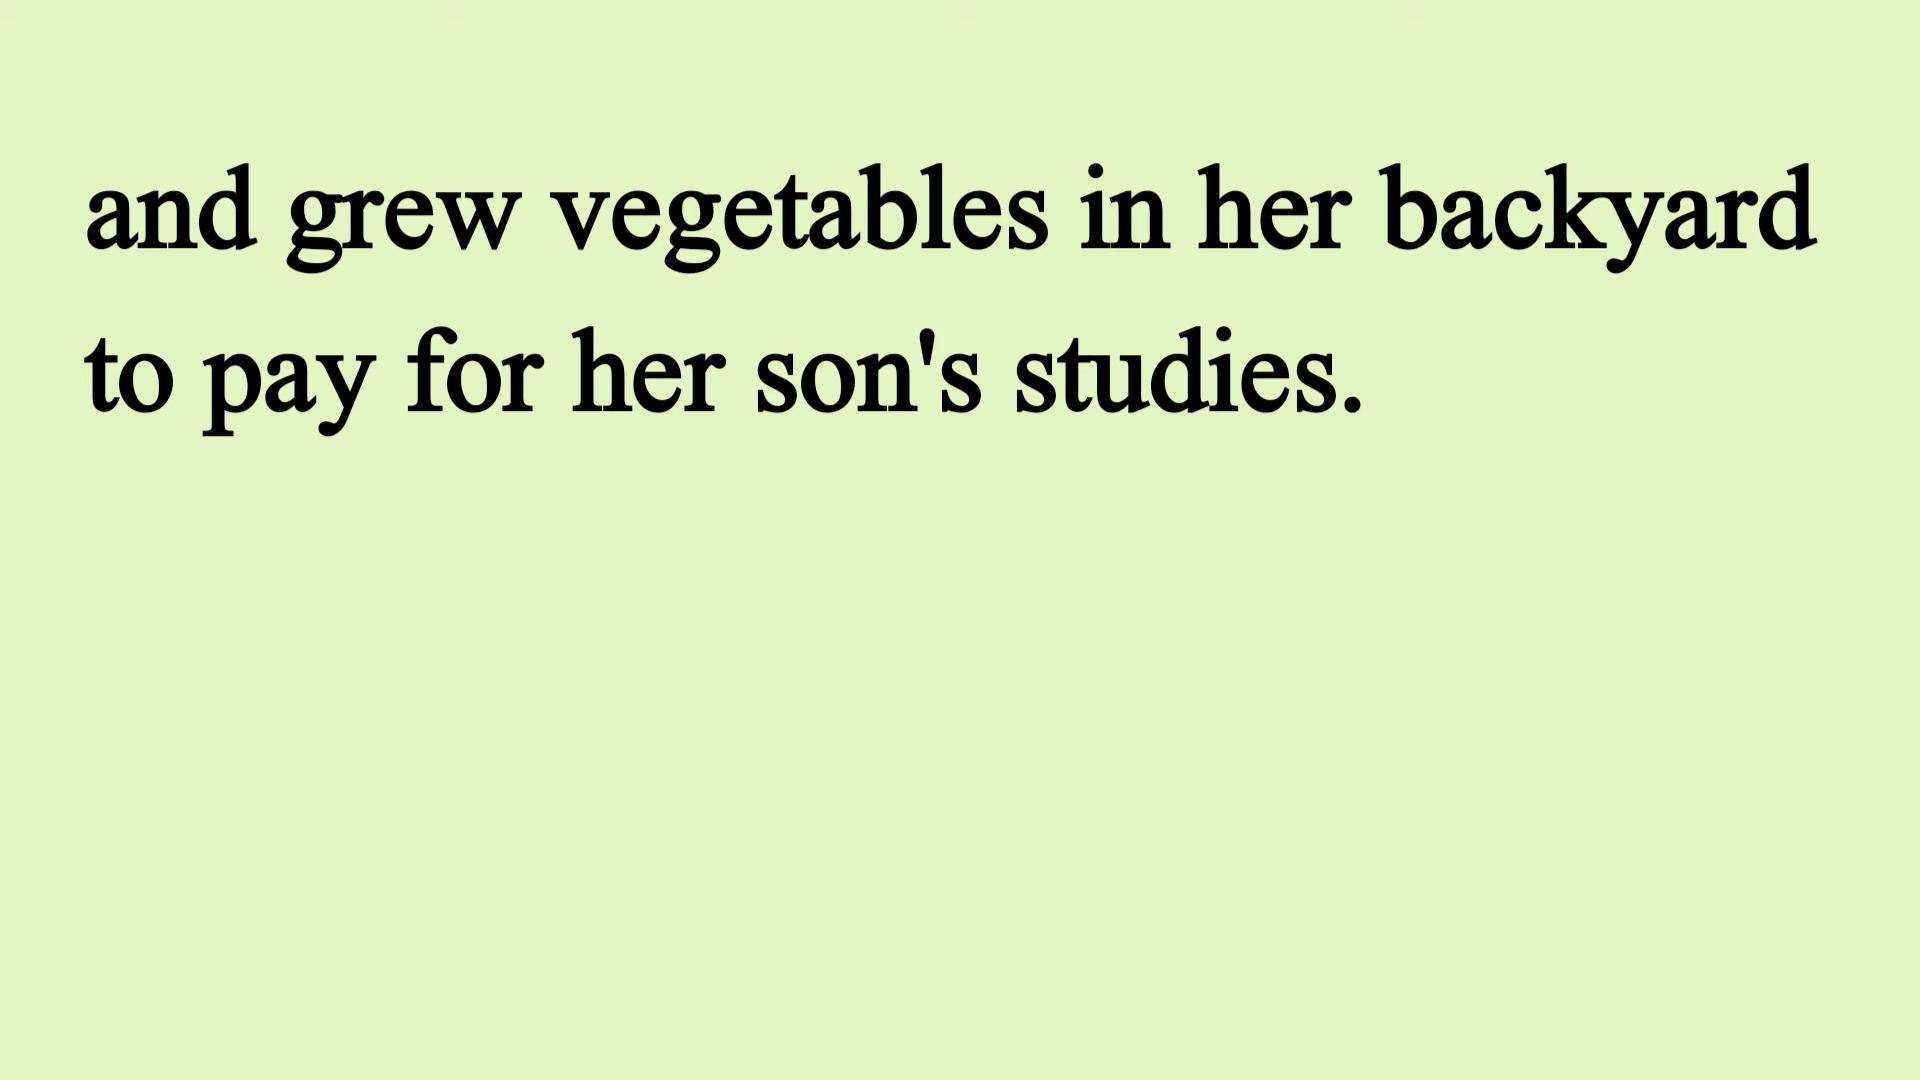 and grew vegetables in her backyard
to pay for her son's studies.